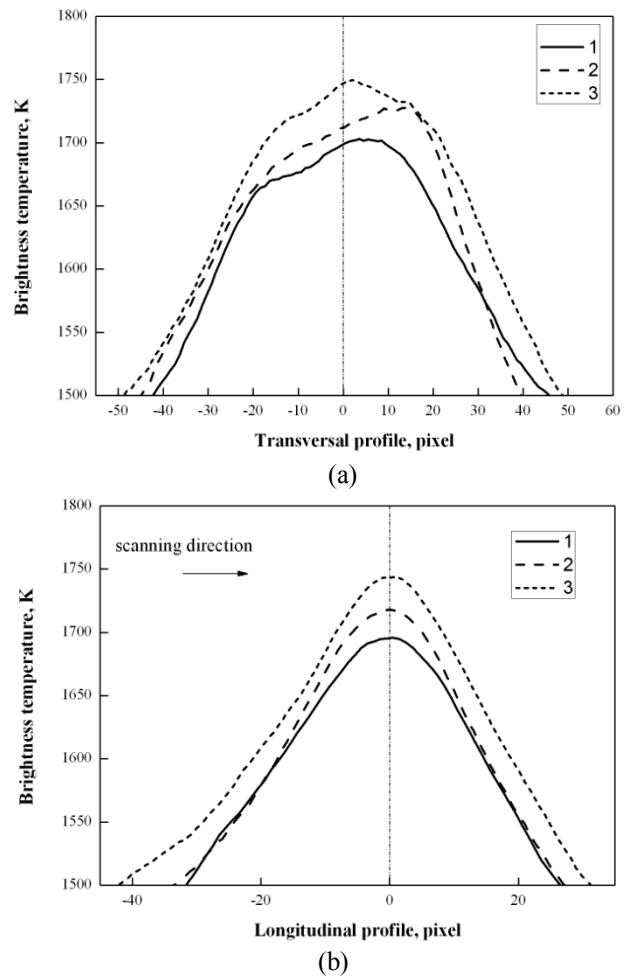 1800
1750
1700
1650
1600
1550
1500
Brightness temperature, K
1
2
3
-50 -40 -30 -20 -10 0 10 20 30 40 50 60
Transversal profile, pixel
(a)
1800
1750
1700
1650
1600
1550
1500
Brightness temperature, K
scanning direction
1
2
3
-40 -20 0 20
Longitudinal profile, pixel
(b)